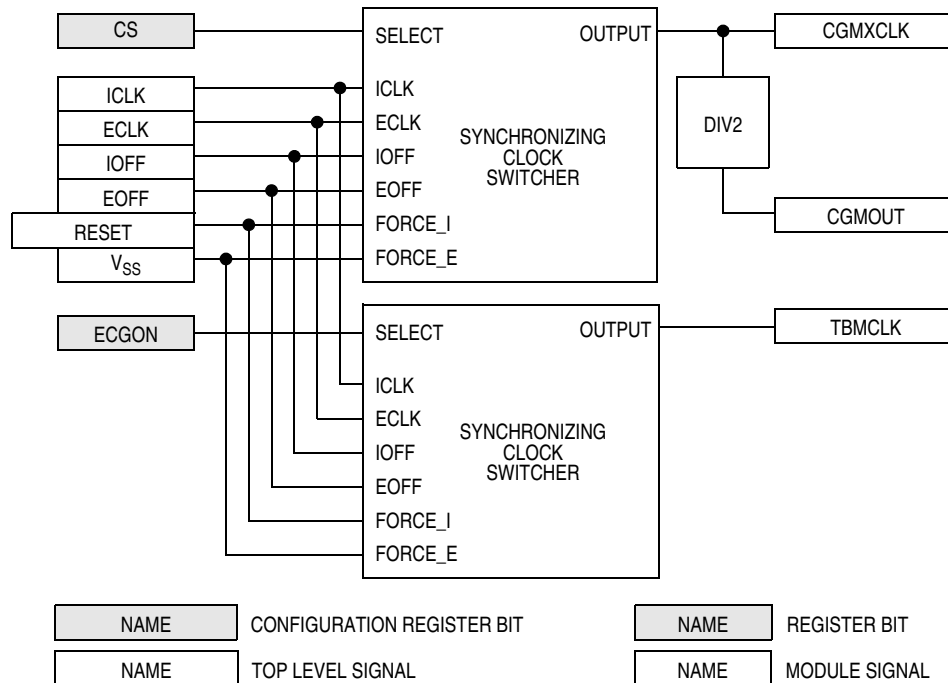 CS
SELECT
OUTPUT
CGMXCLK
ICLK
ICLK
ECLK
ECLK
IOFF
IOFF
EOFF
EOFF
RESET
FORCE_I
VSS
FORCE_E
SYNCHRONIZING
CLOCK
SWITCHER
DIV2
CGMOUT
ECGON
SELECT
OUTPUT
TBMCLK
ICLK
ECLK
IOFF
EOFF
FORCE_I
FORCE_E
SYNCHRONIZING
CLOCK
SWITCHER
NAME CONFIGURATION REGISTER BIT
NAME REGISTER BIT
NAME TOP LEVEL SIGNAL
NAME MODULE SIGNAL